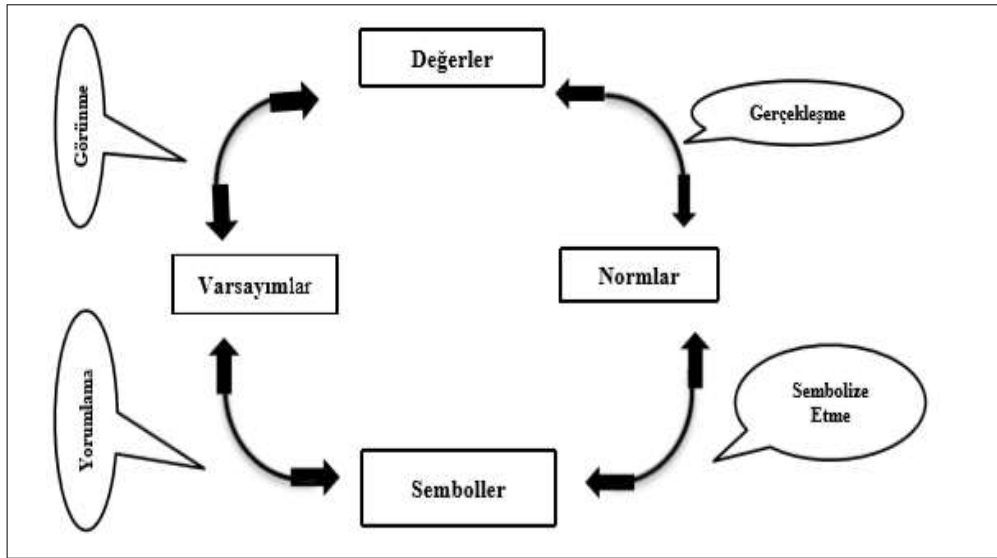 Değerler
Görünme
Gerçekleşme
Varsayımlar
Normlar
Yorumlama
Sembolize
Etme
Semboller